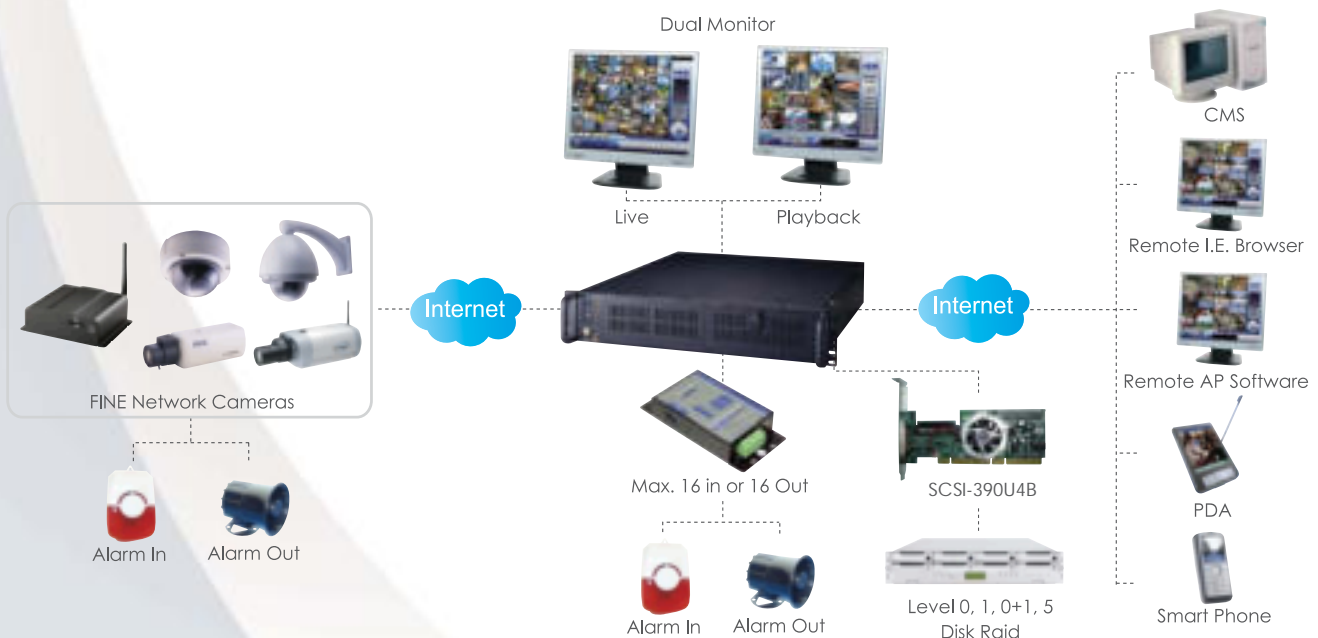 Dual Monitor
CMS
Live
Playback
Remote I.E. Browser
Internet
Internet
Remote AP Software
FINE Network Cameras
Max. 16 in or 16 Out
SCSI-390U4B
PDA
Alarm In
Alarm Out
Alarm In
Alarm Out
Level 0, 1, 0+1, 5
Disk Raid
Smart Phone